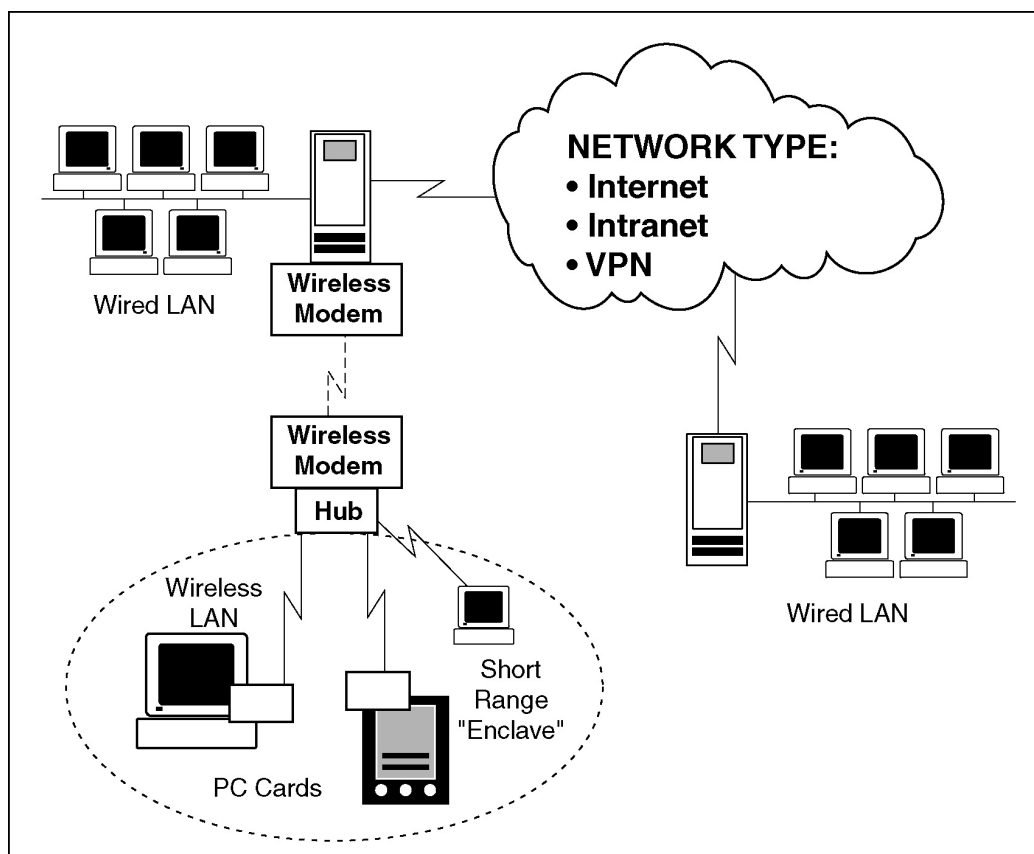 NETWORK TYPE:
• Internet
• Intranet
• VPN
Wired LAN
Wireless
Modem
Wireless
Modem
Hub
Wireless
LAN
Short
Range
"Enclave"
PC Cards
Wired LAN